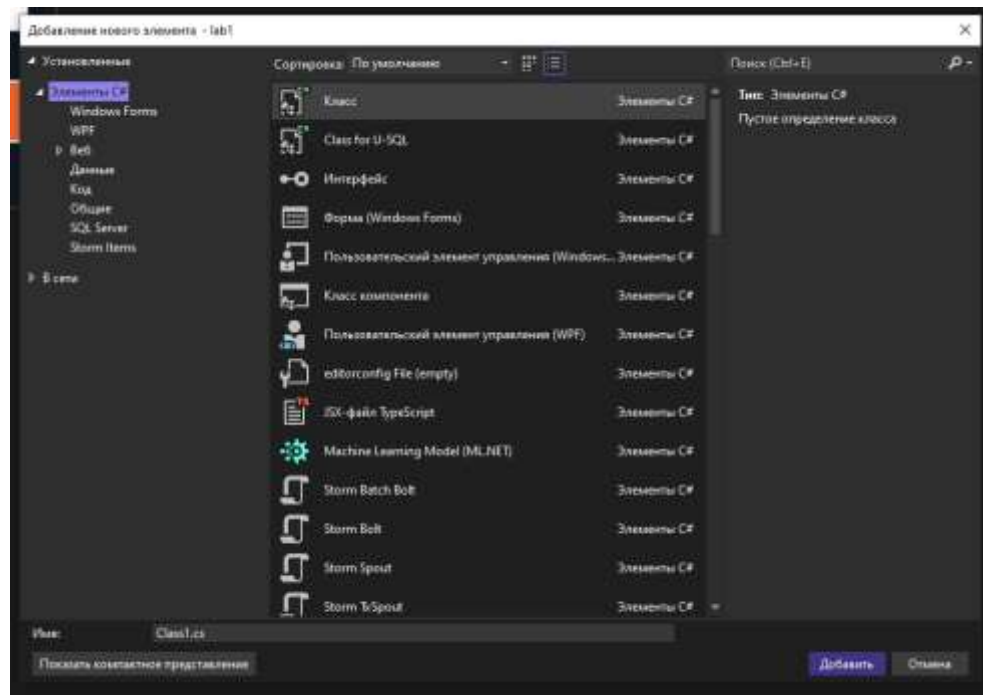 Добавление нового элемента - lab1
Установленные
Сортировка: По умолчанию
Поиск (Ctrl+E)
Элементы C#
Windows Forms
WPF
Веб
Данные
Код
Общие
SQL Server
Storm Items
В сети
Класс Элементы C#
Class for U-SQL Элементы C#
Интерфейс Элементы C#
Форма (Windows Forms) Элементы C#
Пользовательский элемент управления (Windows... Элементы C#
Класс компонента Элементы C#
Пользовательский элемент управления (WPF) Элементы C#
editorconfig File (empty) Элементы C#
JSX-файл TypeScript Элементы C#
Machine Learning Model (ML.NET) Элементы C#
Storm Batch Bolt Элементы C#
Storm Bolt Элементы C#
Storm Spout Элементы C#
Storm TxSpout Элементы C#
Тип: Элементы C#
Пустое определение класса
Имя: Class1.cs
Показать компактное представление
Добавить
Отмена